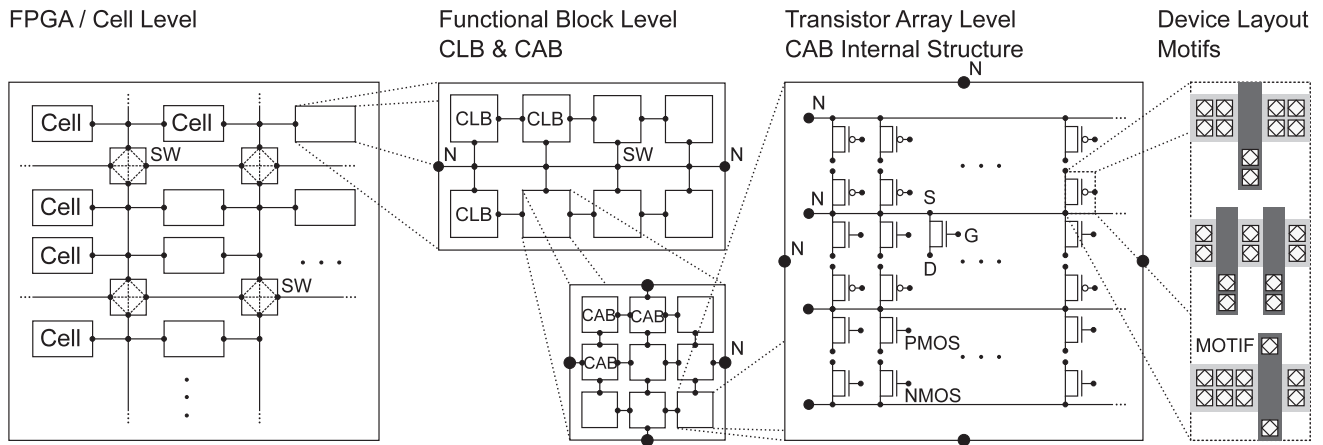 FPGA / Cell Level
Functional Block Level
CLB & CAB
Transistor Array Level
CAB Internal Structure
Device Layout
Motifs
Cell
Cell
SW
Cell
Cell
SW
Cell
CLB
CLB
N
SW
N
CLB
CAB
CAB
CAB
N
N
N
N
S
G
D
N
PMOS
NMOS
MOTIF